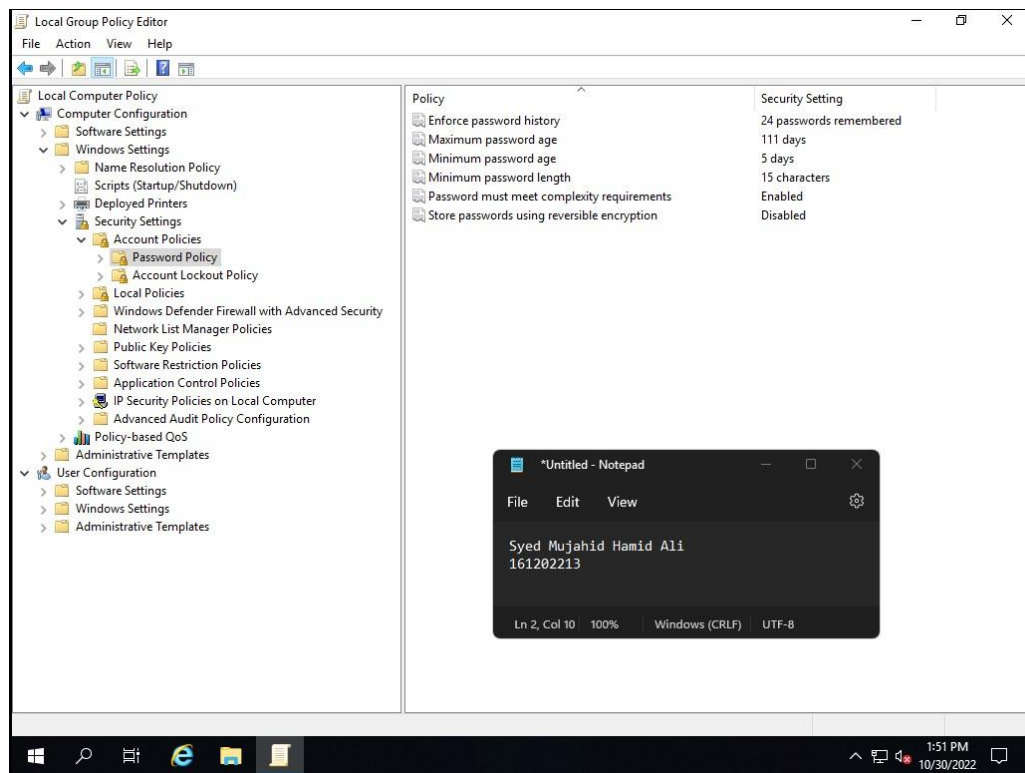 Local Group Policy Editor
File Action View Help
Local Computer Policy
Computer Configuration
Software Settings
Windows Settings
Name Resolution Policy
Scripts (Startup/Shutdown)
Deployed Printers
Security Settings
Account Policies
Password Policy
Account Lockout Policy
Local Policies
Windows Defender Firewall with Advanced Security
Network List Manager Policies
Public Key Policies
Software Restriction Policies
Application Control Policies
IP Security Policies on Local Computer
Advanced Audit Policy Configuration
Policy-based QoS
Administrative Templates
User Configuration
Software Settings
Windows Settings
Administrative Templates
Policy Security Setting
Enforce password history 24 passwords remembered
Maximum password age 111 days
Minimum password age 5 days
Minimum password length 15 characters
Password must meet complexity requirements Enabled
Store passwords using reversible encryption Disabled
*Untitled - Notepad
File Edit View
Syed Mujahid Hamid Ali
161202213
Ln 2, Col 10 100% Windows (CRLF) UTF-8
1:51 PM
10/30/2022